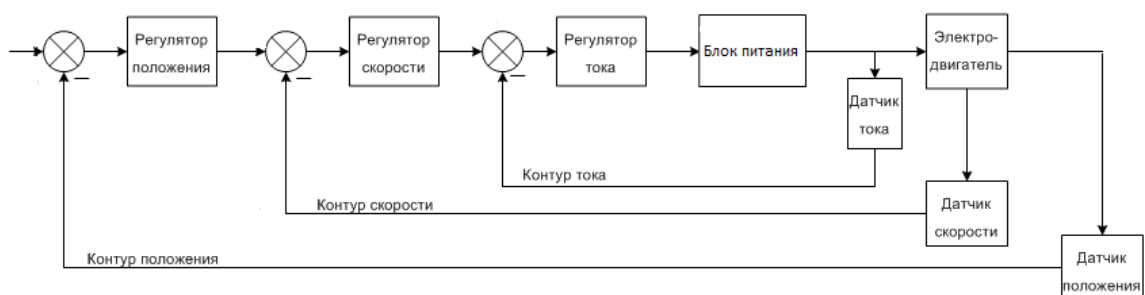 Регулятор
положения
Регулятор
скорости
Регулятор
тока
Блок питания
Электро-
двигатель
Датчик
тока
Контур тока
Датчик
скорости
Контур скорости
Датчик
положения
Контур положения